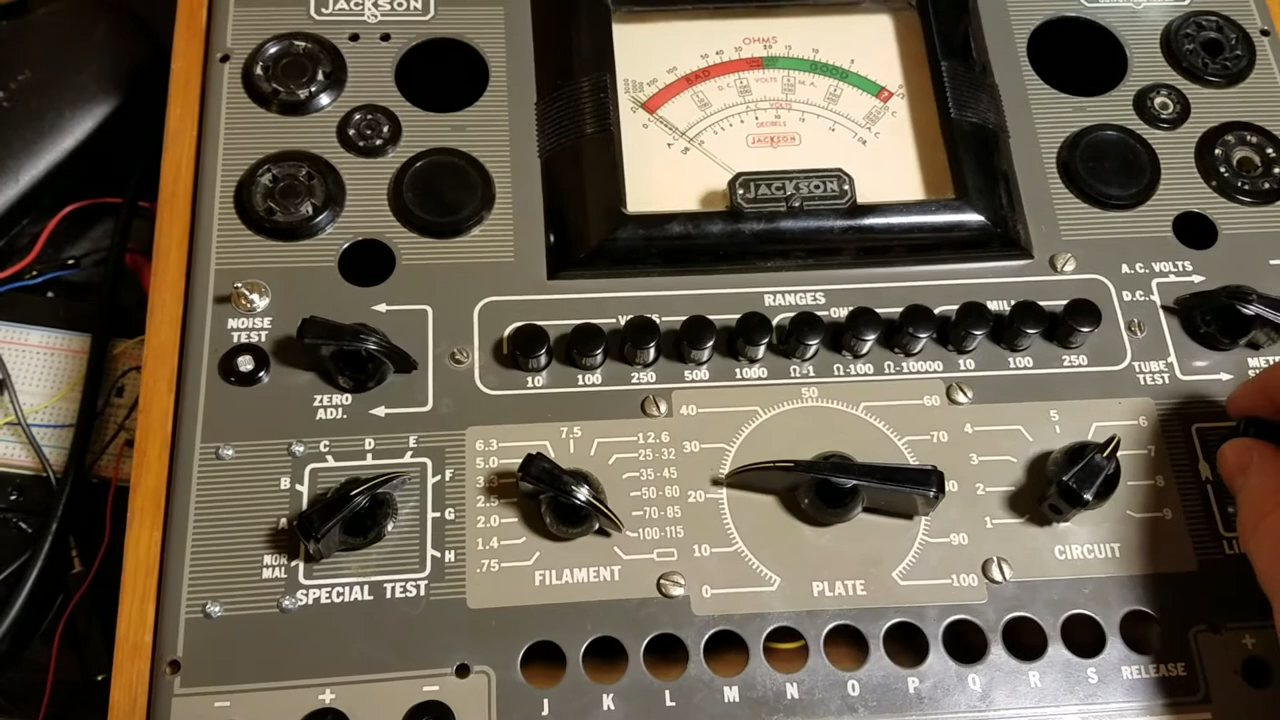 JACKSON
OHMS
BAD
GOOD
?
D.C.
VOLTS
M.A.
A.C. VOLTS
DECIBELS
JACKSON
JACKSON
NOISE
TEST
ZERO
ADJ.
RANGES
10 100 250 500 1000 Ω-1 Ω-100 Ω-10000 10 100 250
A.C. VOLTS
D.C.
TUBE
TEST
C D E
B F
A G
NOR
MAL
H
SPECIAL TEST
7.5
6.3 12.6
5.0 25-32
3.3 35-45
2.5 50-60
2.0 70-85
1.4 100-115
.75
FILAMENT
50
40 60
30 70
20
10 90
0 100
PLATE
5
4 6
3 7
2 8
1 9
CIRCUIT
J K L M N O P Q R S RELEASE
− + −
+